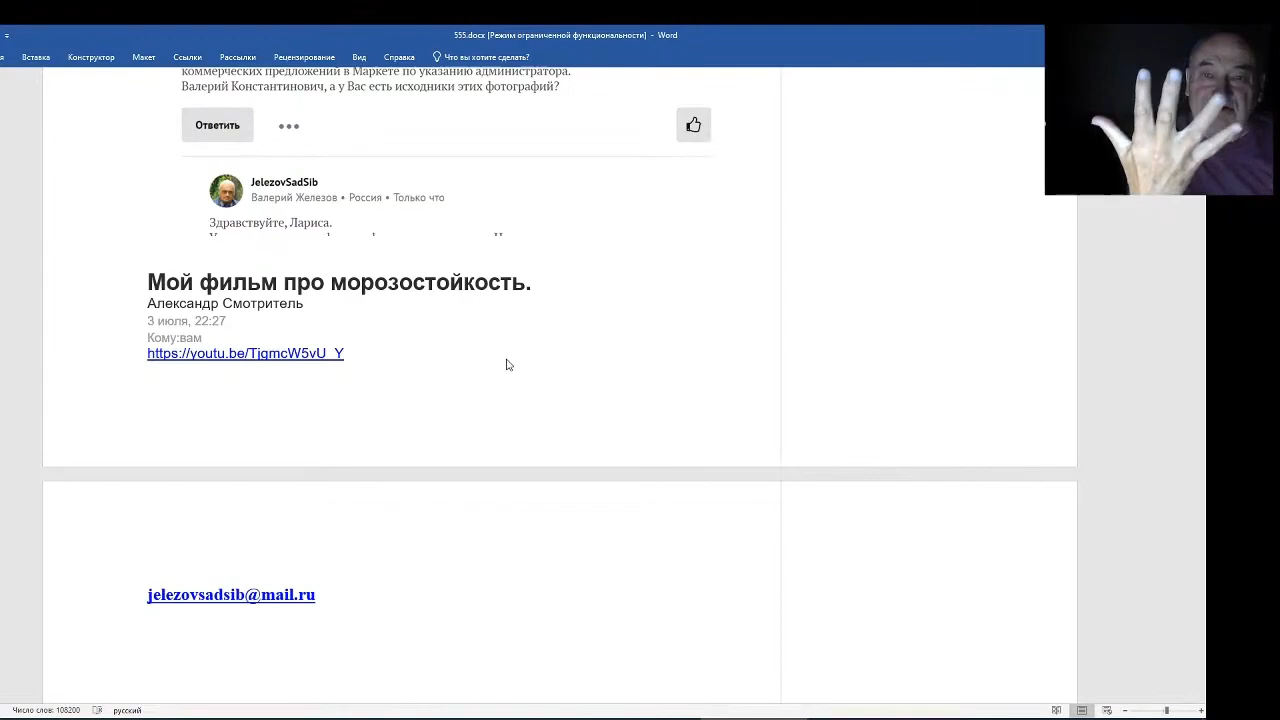 555.docx [Режим ограниченной функциональности] - Word
я Вставка Конструктор Макет Ссылки Рассылки Рецензирование Вид Справка Что вы хотите сделать?
коммерческих предложений в Маркете по указанию администратора.
Валерий Константинович, а у Вас есть исходники этих фотографий?
Ответить
JelezovSadSib
Валерий Железов • Россия • Только что
Здравствуйте, Лариса.
Мой фильм про морозостойкость.
Александр Смотритель
3 июля, 22:27
Кому:вам
https://youtu.be/TjqmcW5vU_Y
jelezovsadsib@mail.ru
Число слов: 108200 русский